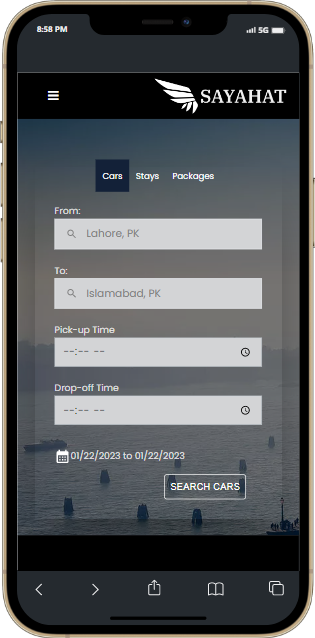 8:58 PM 5G
SAYAHAT
Cars Stays Packages
From:
Lahore, PK
To:
Islamabad, PK
Pick-up Time
--:-- --
Drop-off Time
--:-- --
01/22/2023 to 01/22/2023
SEARCH CARS